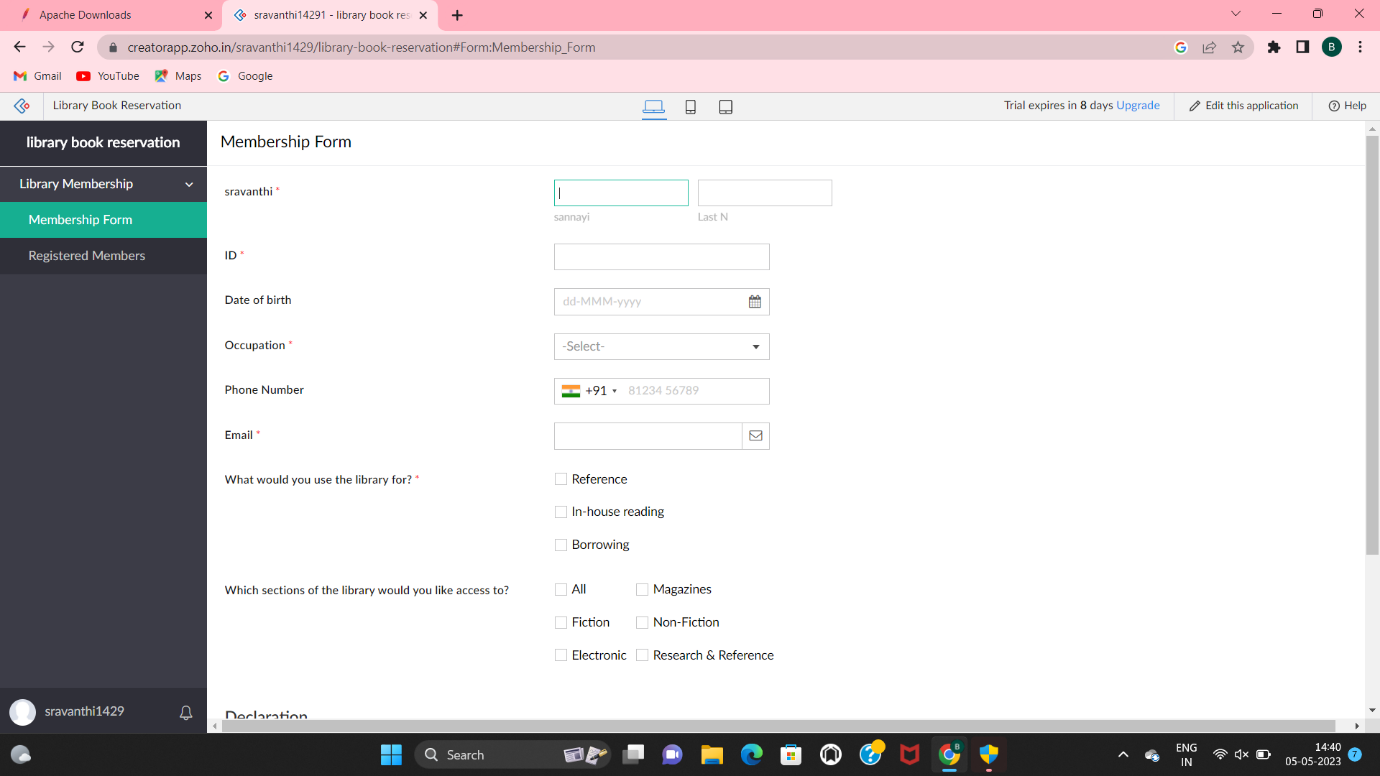 Apache Downloads
sravanthi14291 - library book res
creatorapp.zoho.in/sravanthi1429/library-book-reservation#Form:Membership_Form
B
Gmail YouTube Maps Google
Library Book Reservation
Trial expires in 8 days Upgrade
Edit this application
Help
library book reservation
Library Membership
Membership Form
Registered Members
sravanthi1429
Membership Form
sravanthi *
sannayi Last N
ID *
Date of birth dd-MMM-yyyy
Occupation * -Select-
Phone Number +91 81234 56789
Email *
What would you use the library for? * Reference
In-house reading
Borrowing
Which sections of the library would you like access to? All Magazines
Fiction Non-Fiction
Electronic Research & Reference
Declaration
Search
B
ENG
IN
14:40
05-05-2023
7